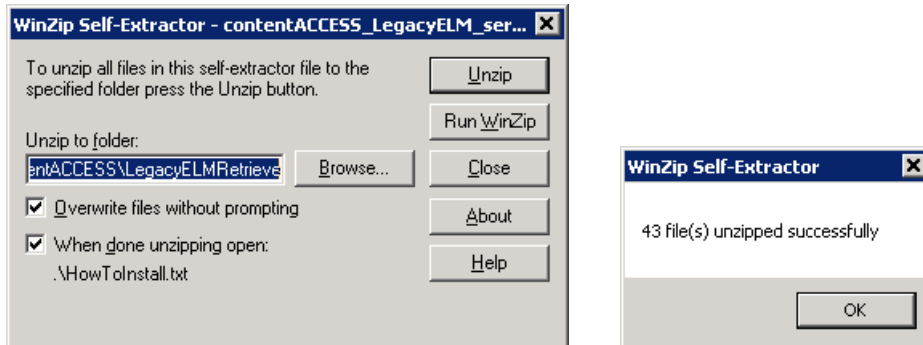 WinZip Self-Extractor - contentACCESS_LegacyELM_ser...
To unzip all files in this self-extractor file to the
specified folder press the Unzip button.
Unzip to folder:
entACCESS\LegacyELMRetrieve
Browse...
Overwrite files without prompting
When done unzipping open:
.\HowToInstall.txt
Unzip
Run WinZip
Close
About
Help
WinZip Self-Extractor
43 file(s) unzipped successfully
OK